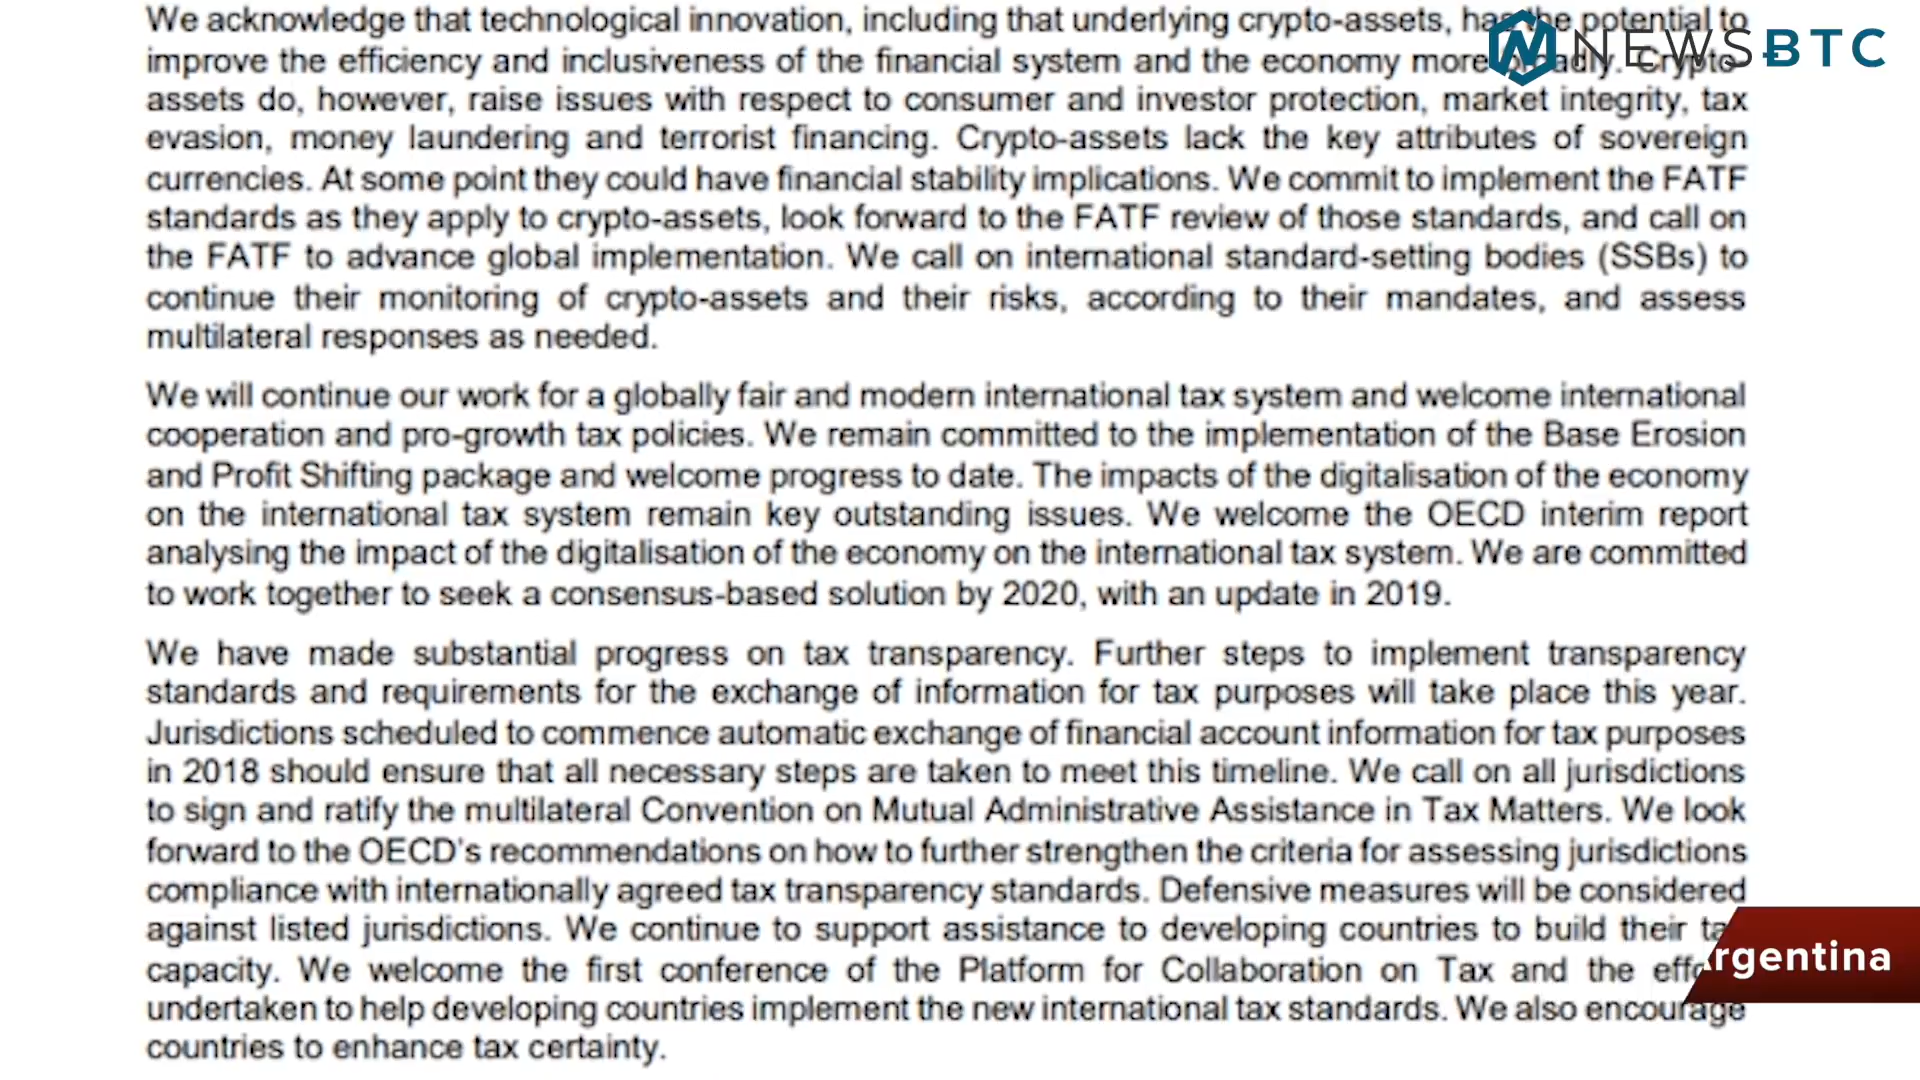 We acknowledge that technological innovation, including that underlying crypto-assets, has the potential to
improve the efficiency and inclusiveness of the financial system and the economy more broadly. Crypto-
assets do, however, raise issues with respect to consumer and investor protection, market integrity, tax
evasion, money laundering and terrorist financing. Crypto-assets lack the key attributes of sovereign
currencies. At some point they could have financial stability implications. We commit to implement the FATF
standards as they apply to crypto-assets, look forward to the FATF review of those standards, and call on
the FATF to advance global implementation. We call on international standard-setting bodies (SSBs) to
continue their monitoring of crypto-assets and their risks, according to their mandates, and assess
multilateral responses as needed.
We will continue our work for a globally fair and modern international tax system and welcome international
cooperation and pro-growth tax policies. We remain committed to the implementation of the Base Erosion
and Profit Shifting package and welcome progress to date. The impacts of the digitalisation of the economy
on the international tax system remain key outstanding issues. We welcome the OECD interim report
analysing the impact of the digitalisation of the economy on the international tax system. We are committed
to work together to seek a consensus-based solution by 2020, with an update in 2019.
We have made substantial progress on tax transparency. Further steps to implement transparency
standards and requirements for the exchange of information for tax purposes will take place this year.
Jurisdictions scheduled to commence automatic exchange of financial account information for tax purposes
in 2018 should ensure that all necessary steps are taken to meet this timeline. We call on all jurisdictions
to sign and ratify the multilateral Convention on Mutual Administrative Assistance in Tax Matters. We look
forward to the OECD's recommendations on how to further strengthen the criteria for assessing jurisdictions
compliance with internationally agreed tax transparency standards. Defensive measures will be considered
against listed jurisdictions. We continue to support assistance to developing countries to build their
capacity. We welcome the first conference of the Platform for Collaboration on Tax and the
undertaken to help developing countries implement the new international tax standards. We also encourage
countries to enhance tax certainty.
NEWSBTC
rgentina